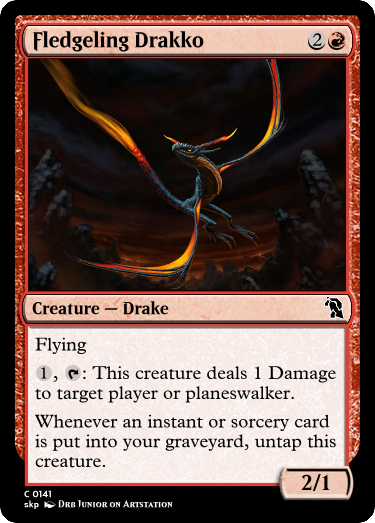 Fledgeling Drakko 2
Creature — Drake
Flying
1, : This creature deals 1 Damage
to target player or planeswalker.
Whenever an instant or sorcery card
is put into your graveyard, untap this
creature.
2/1
C 0141
skp DRB JUNIOR ON ARTSTATION